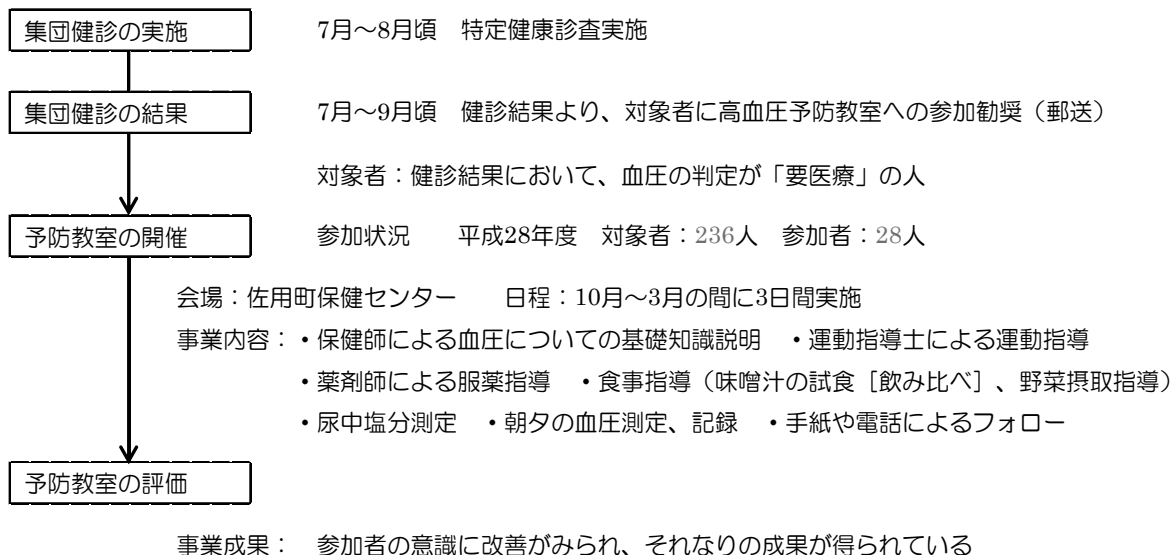 集団健診の実施　7月～8月頃　特定健康診査実施
集団健診の結果　7月～9月頃　健診結果より、対象者に高血圧予防教室への参加勧奨（郵送）
対象者：健診結果において、血圧の判定が「要医療」の人
予防教室の開催　参加状況　平成28年度　対象者：236人　参加者：28人
会場：佐用町保健センター　日程：10月～3月の間に3日間実施
事業内容：・保健師による血圧についての基礎知識説明　・運動指導士による運動指導
・薬剤師による服薬指導　・食事指導（味噌汁の試食［飲み比べ］、野菜摂取指導）
・尿中塩分測定　・朝夕の血圧測定、記録　・手紙や電話によるフォロー
予防教室の評価
事業成果：　参加者の意識に改善がみられ、それなりの成果が得られている